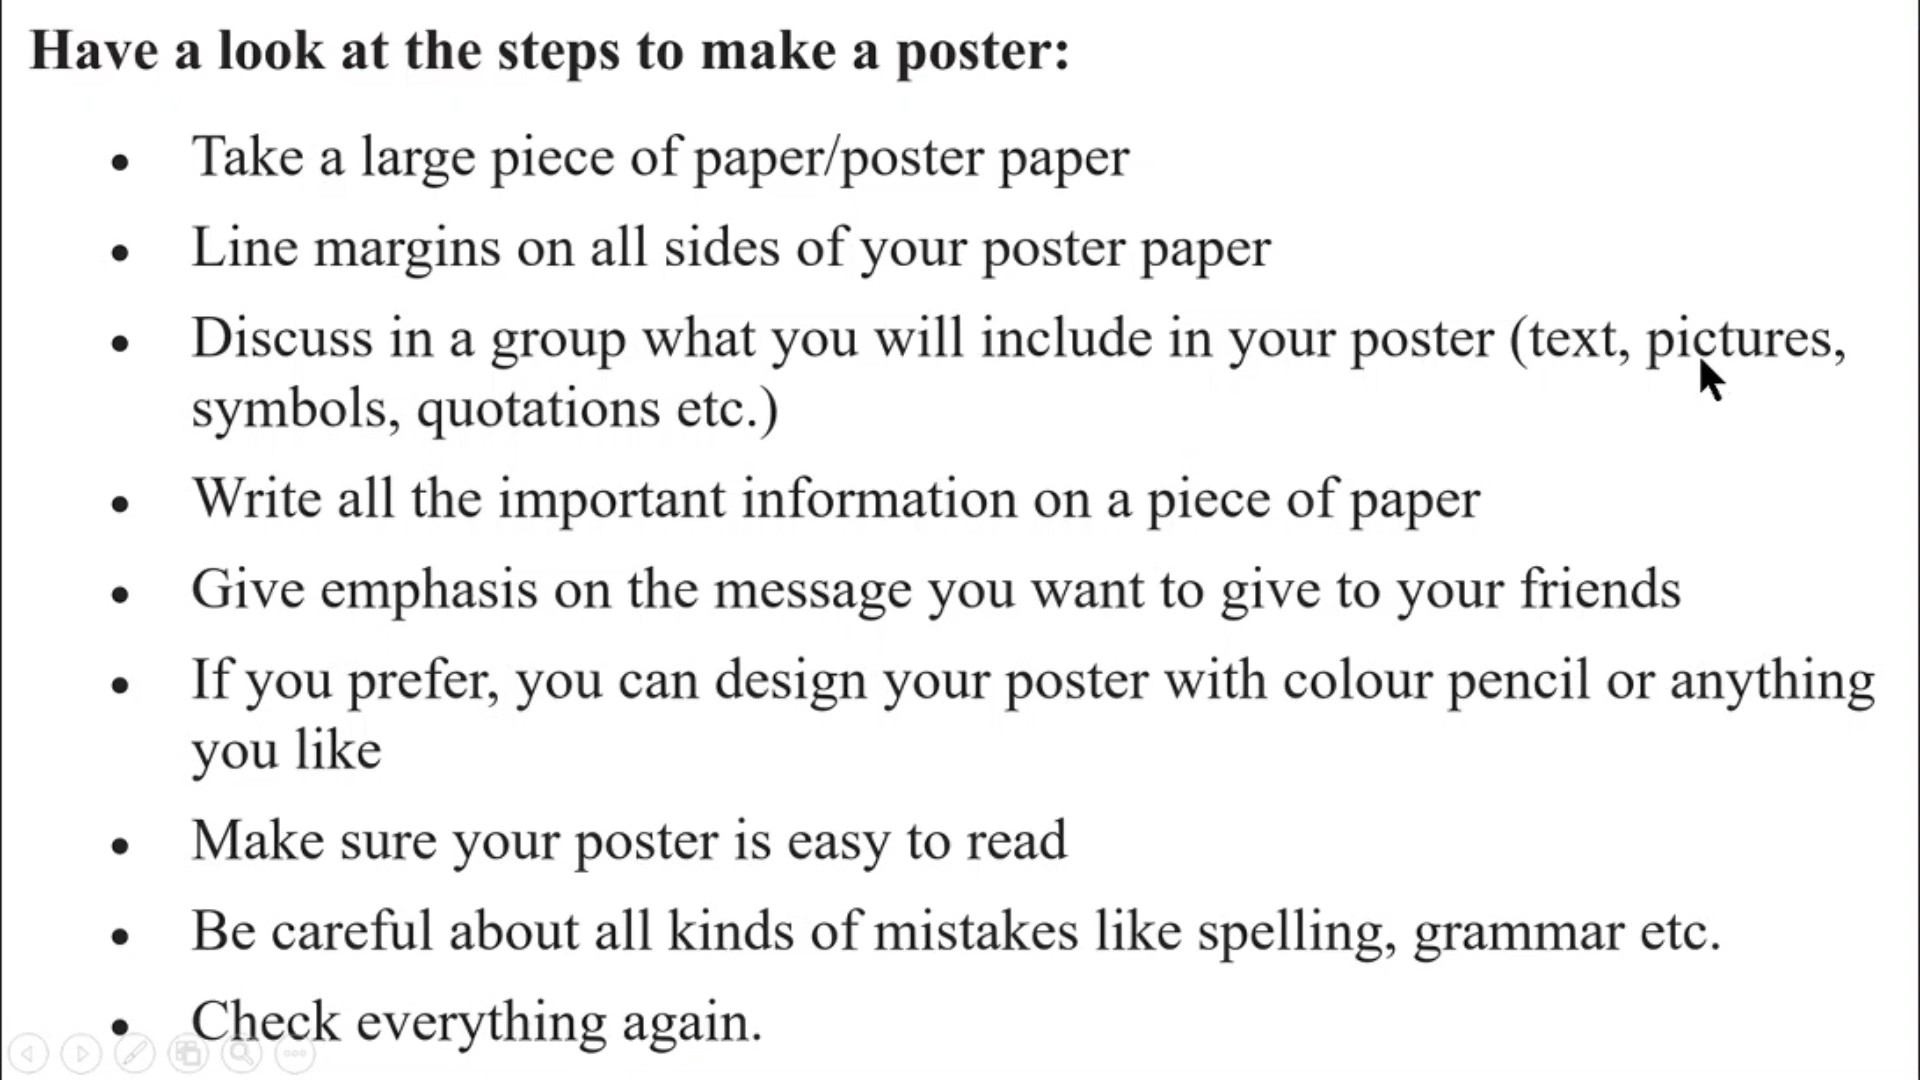 Have a look at the steps to make a poster:
• Take a large piece of paper/poster paper
• Line margins on all sides of your poster paper
• Discuss in a group what you will include in your poster (text, pictures,
symbols, quotations etc.)
• Write all the important information on a piece of paper
• Give emphasis on the message you want to give to your friends
• If you prefer, you can design your poster with colour pencil or anything
you like
• Make sure your poster is easy to read
• Be careful about all kinds of mistakes like spelling, grammar etc.
• Check everything again.